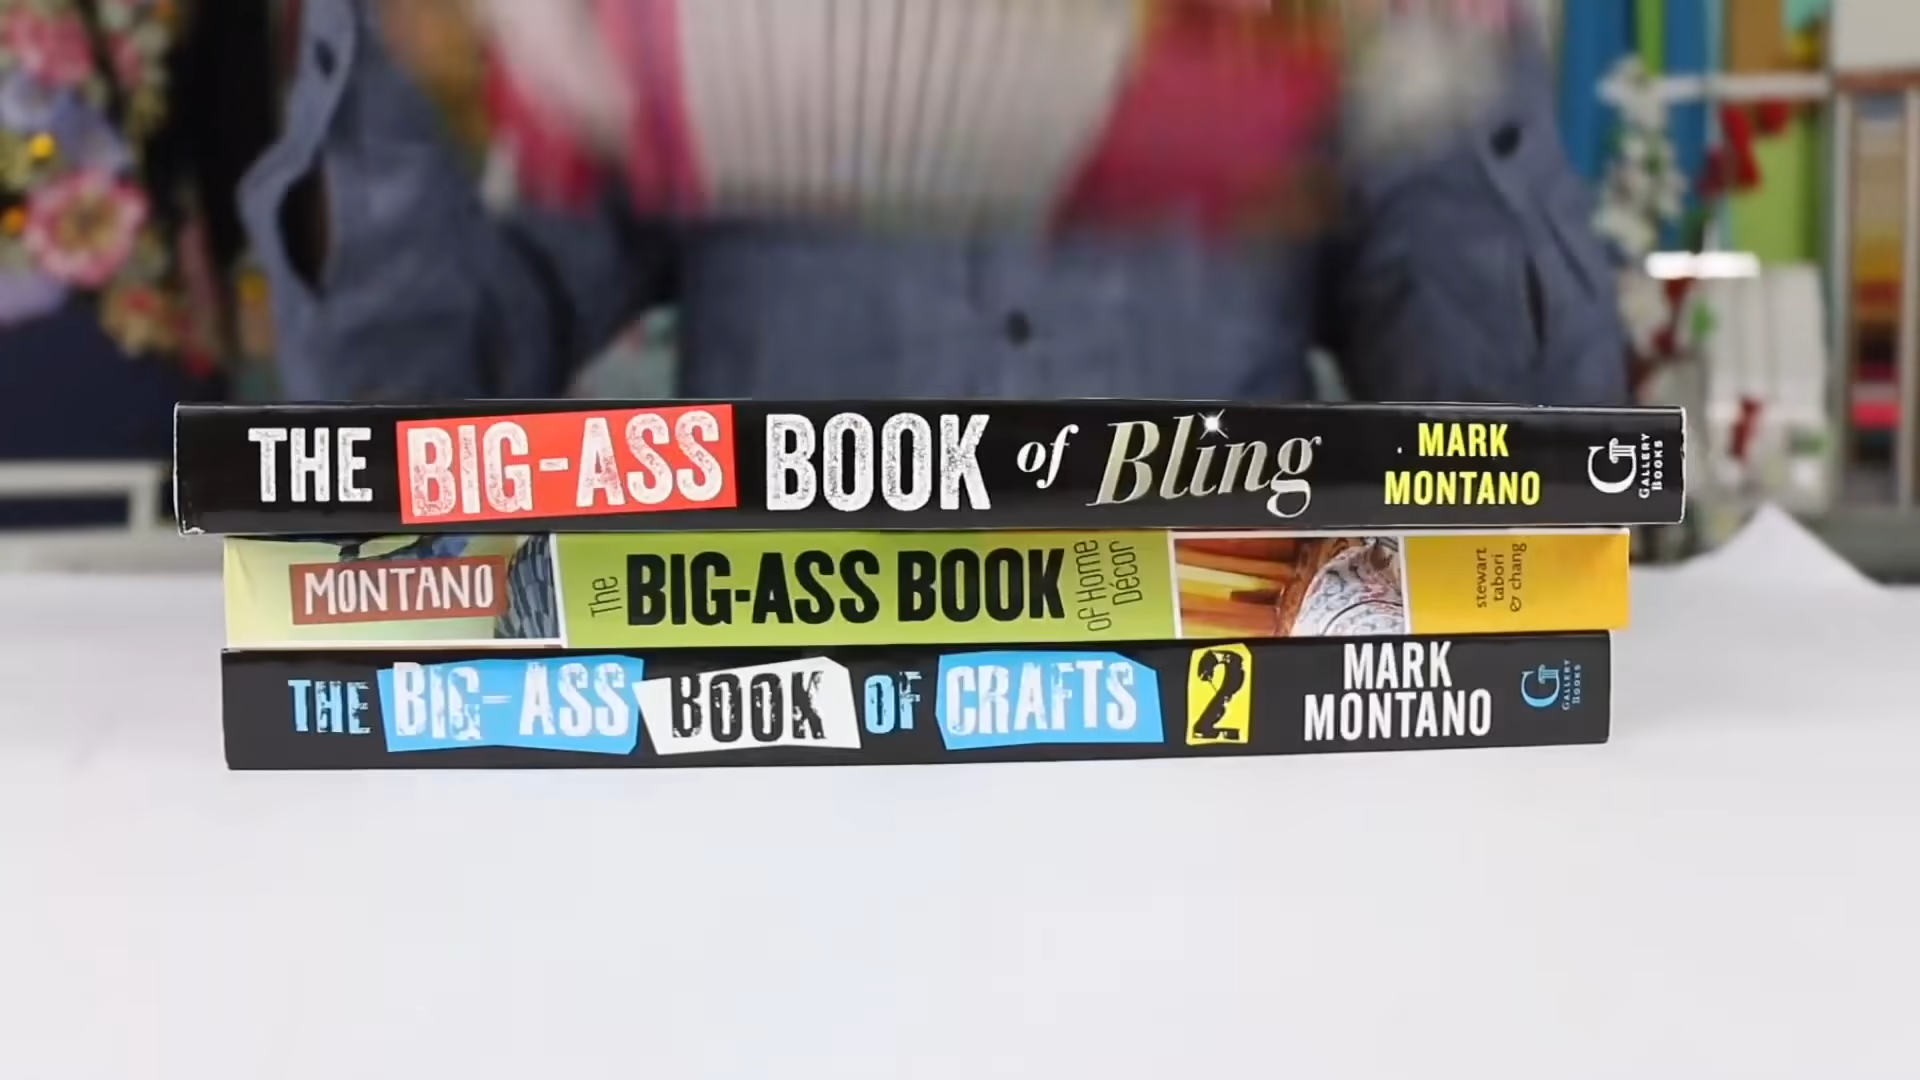 THE BIG-ASS BOOK of Bling
MARK
MONTANO
G
GALLERY
BOOKS
MONTANO
The
BIG-ASS BOOK
of Home
Décor
stewart
tabori
& chang
THE BIG-ASS BOOK OF CRAFTS 2
MARK
MONTANO
G
GALLERY
BOOKS